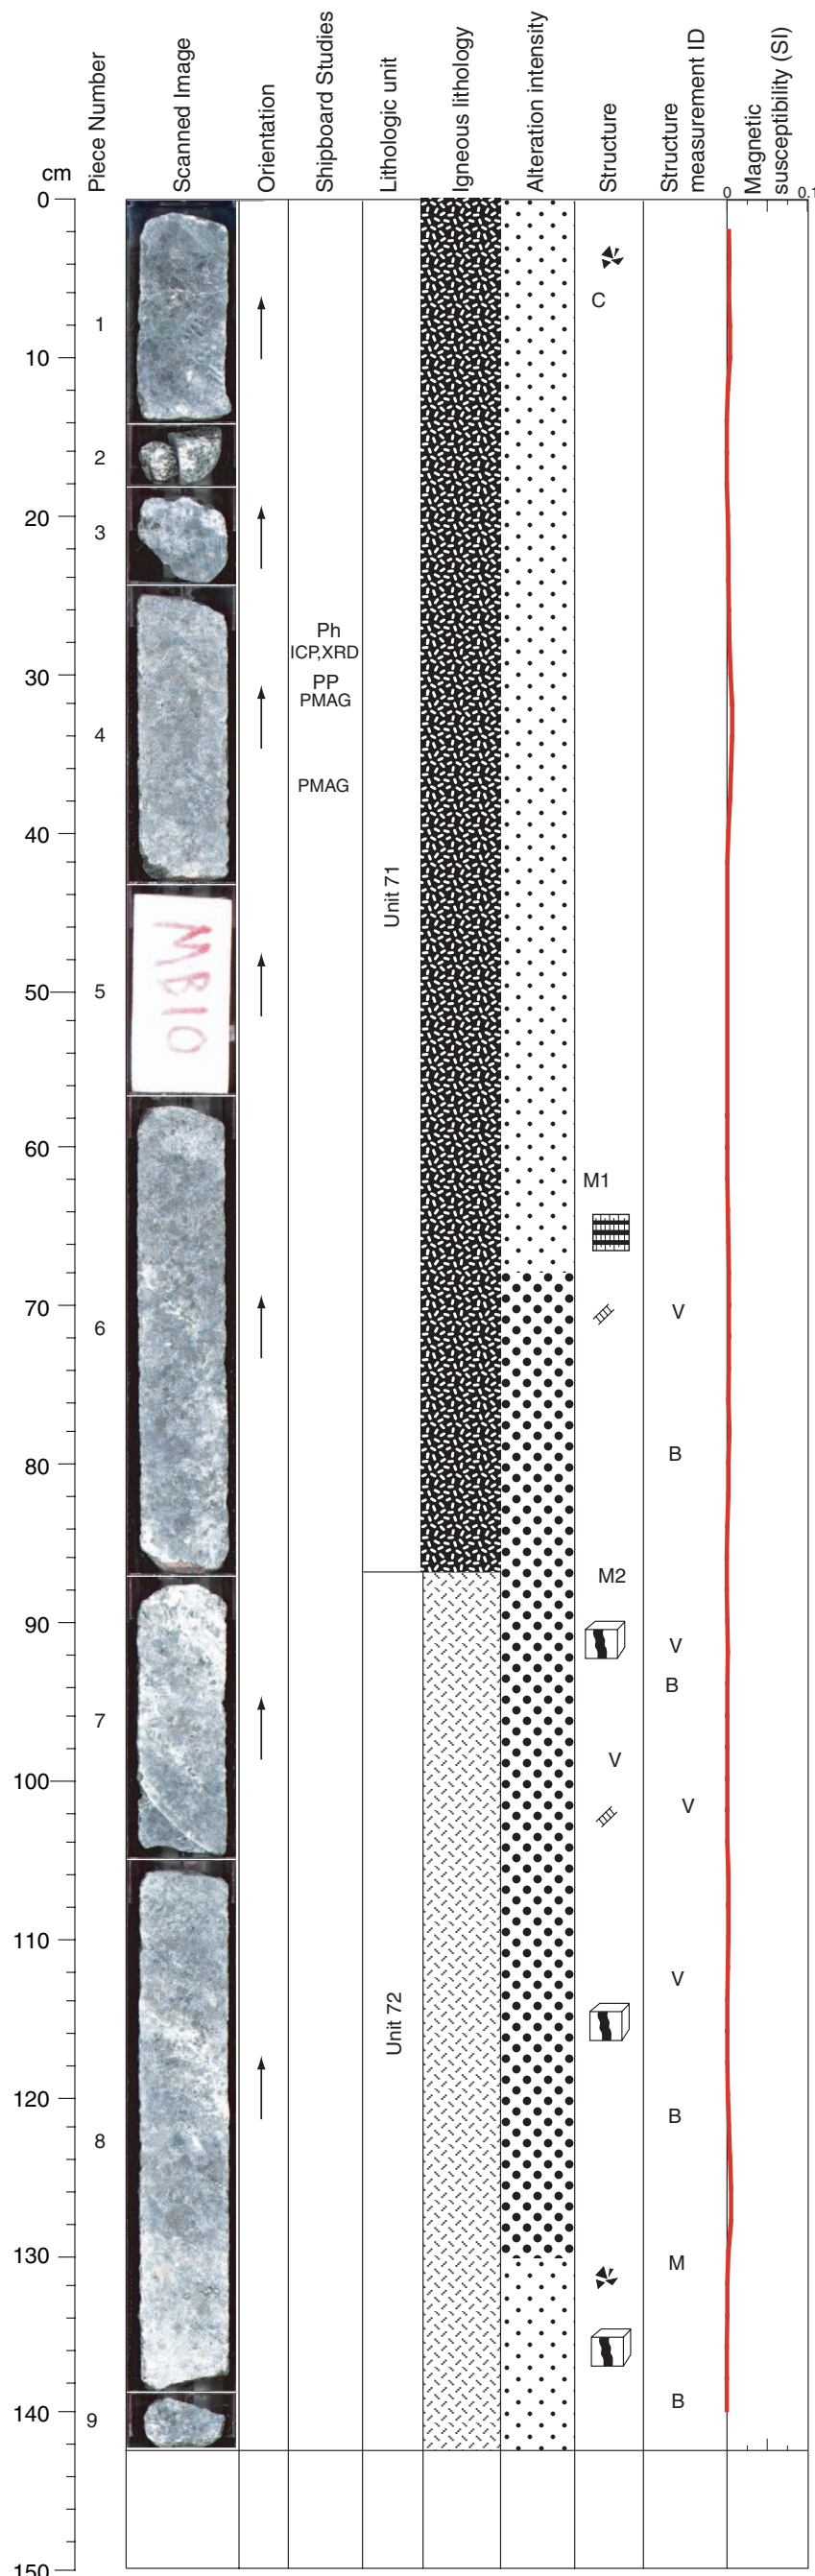 cm
Piece Number
Scanned Image
Orientation
Shipboard Studies
Lithologic unit
Igneous lithology
Alteration intensity
Structure
Structure
measurement ID
Magnetic
susceptibility (SI)
0 0.1
0
C
1
10
2
20
3
Ph
ICP,XRD
30
PP
PMAG
4
PMAG
40
Unit 71
MBIO
50
5
60
M1
70
V
6
B
80
M2
90
V
B
7
V
100
V
110
V
Unit 72
120
B
8
130
M
B
140
9
150